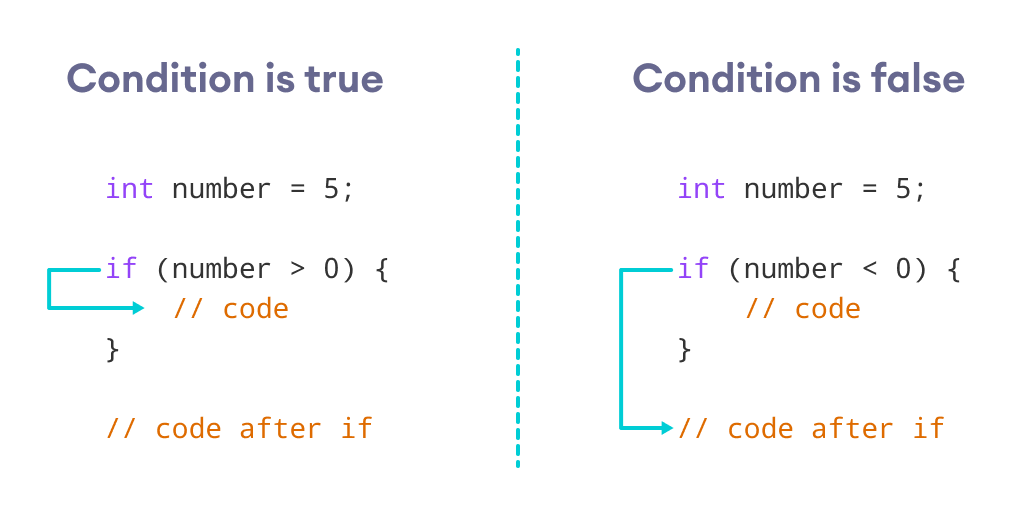 Condition is true
int number = 5;
if (number > 0) {
// code
}
// code after if
Condition is false
int number = 5;
if (number < 0) {
// code
}
// code after if